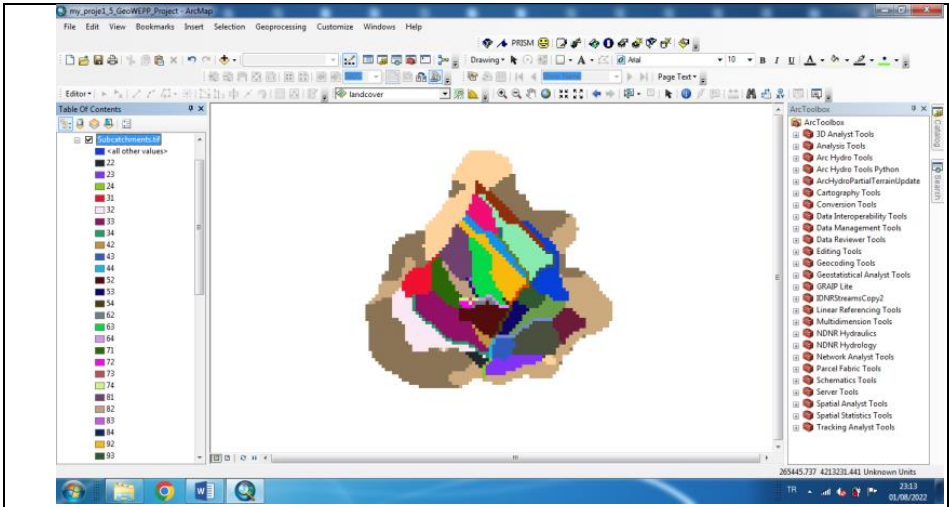 my_proje1_5_GeoWEPP_Project - ArcMap
File Edit View Bookmarks Insert Selection Geoprocessing Customize Windows Help
PRISM
Drawing
Arial
10
B I U A
Page Text
Editor
landcover
Table Of Contents
Subcatchments.tif
<all other values>
22
23
24
31
32
33
34
42
43
44
52
53
54
62
63
64
71
72
73
74
81
82
83
84
92
93
ArcToolbox
ArcToolbox
3D Analyst Tools
Analysis Tools
Arc Hydro Tools
Arc Hydro Tools Python
ArcHydroPartialTerrainUpdate
Cartography Tools
Conversion Tools
Data Interoperability Tools
Data Management Tools
Data Reviewer Tools
Editing Tools
Geocoding Tools
Geostatistical Analyst Tools
GRAIP Lite
IDNRStreamsCopy2
Linear Referencing Tools
Multidimension Tools
NDNR Hydraulics
NDNR Hydrology
Network Analyst Tools
Parcel Fabric Tools
Schematics Tools
Server Tools
Spatial Analyst Tools
Spatial Statistics Tools
Tracking Analyst Tools
Catalog
Search
265445.737 4213231.441 Unknown Units
TR
23:13
01/08/2022